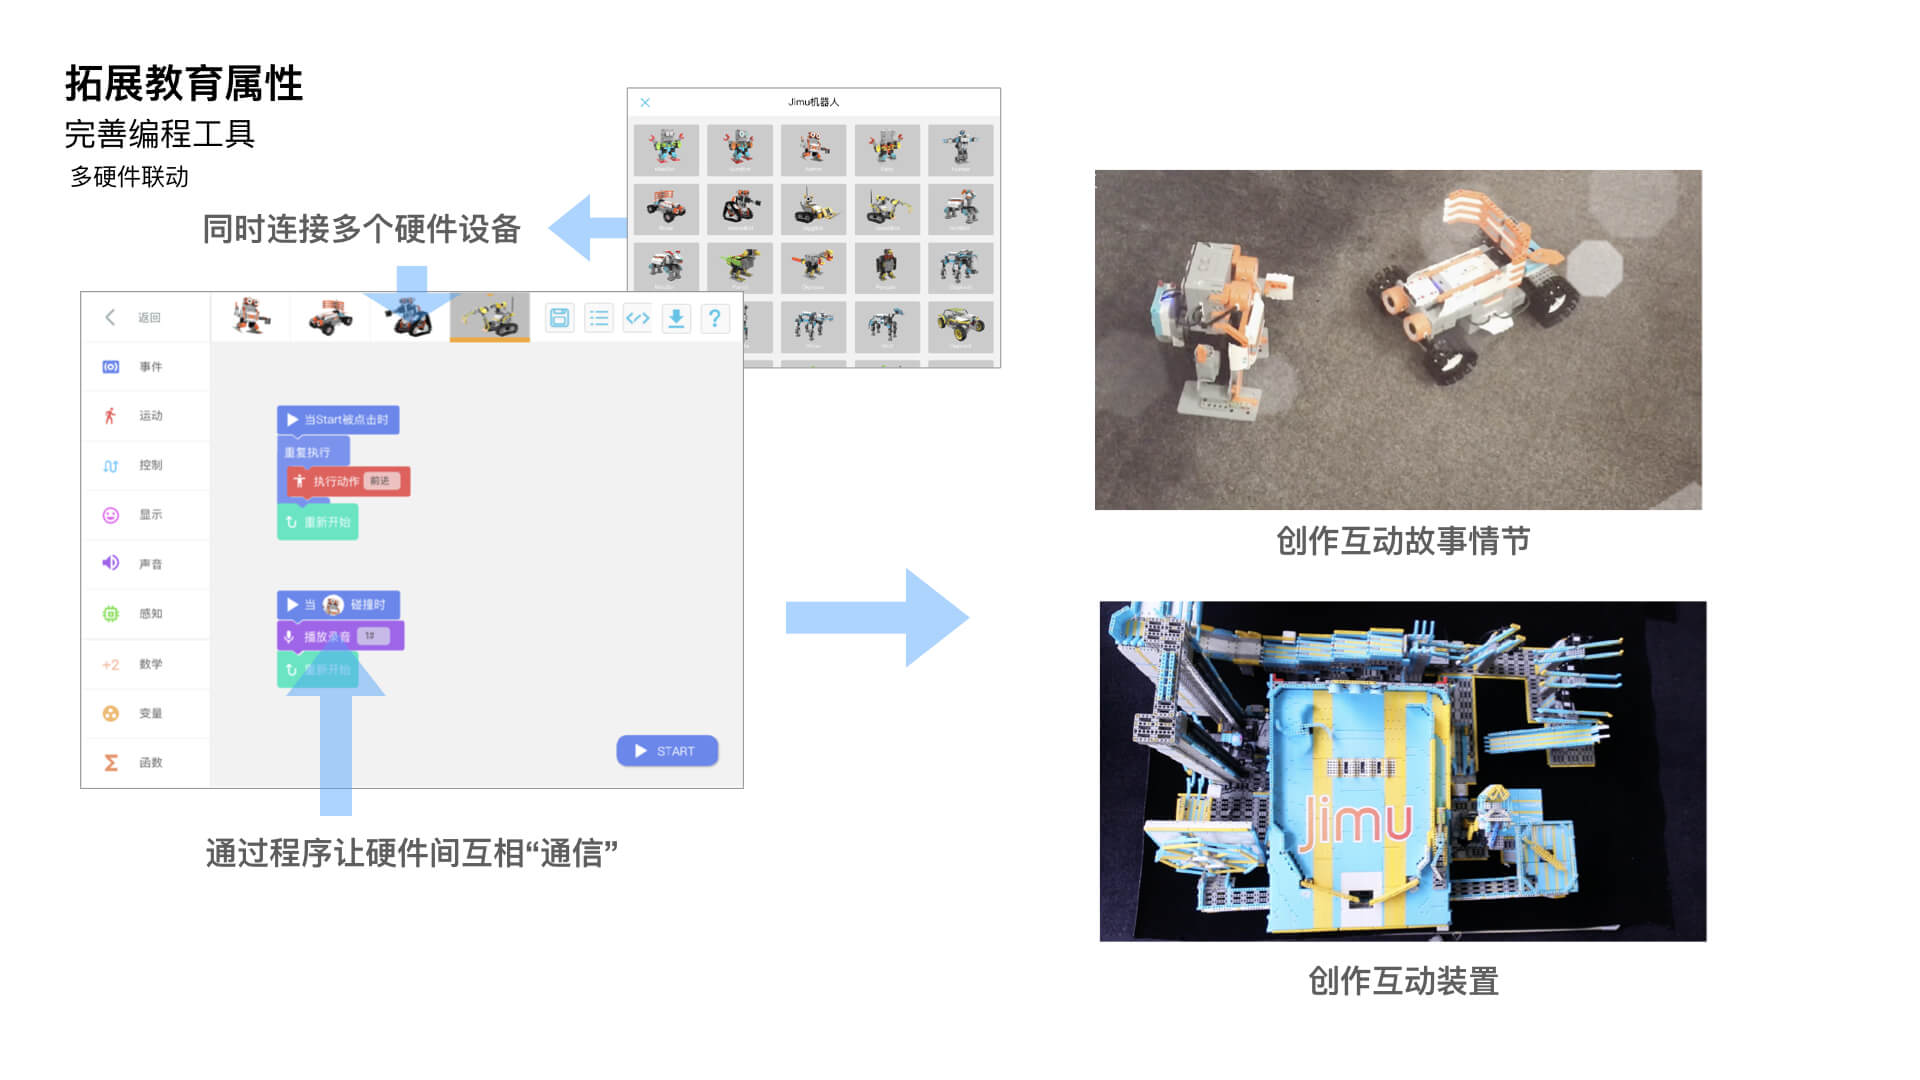 拓展教育属性
完善编程工具
多硬件联动
Jimu机器人
同时连接多个硬件设备
返回
?
事件
运动
控制
显示
声音
感知
+2 数学
变量
函数
当Start被点击时
重复执行
执行动作 前进
重新开始
当 碰撞时
播放录音 1#
重新开始
START
通过程序让硬件间互相“通信”
创作互动故事情节
Jimu
创作互动装置